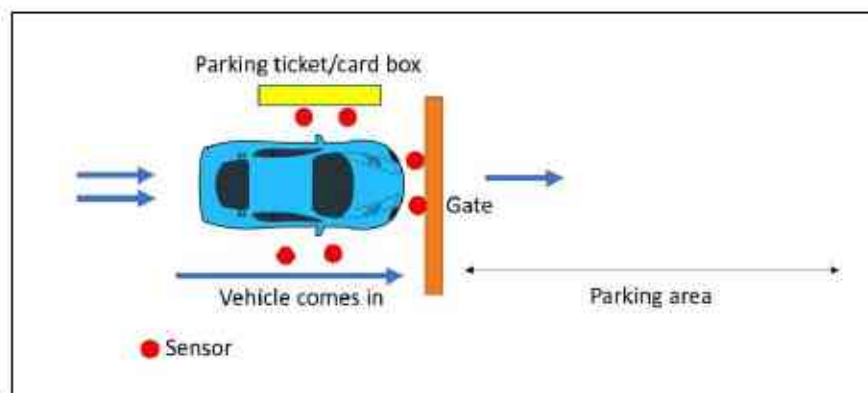 Parking ticket/card box
Gate
Vehicle comes in
Parking area
Sensor